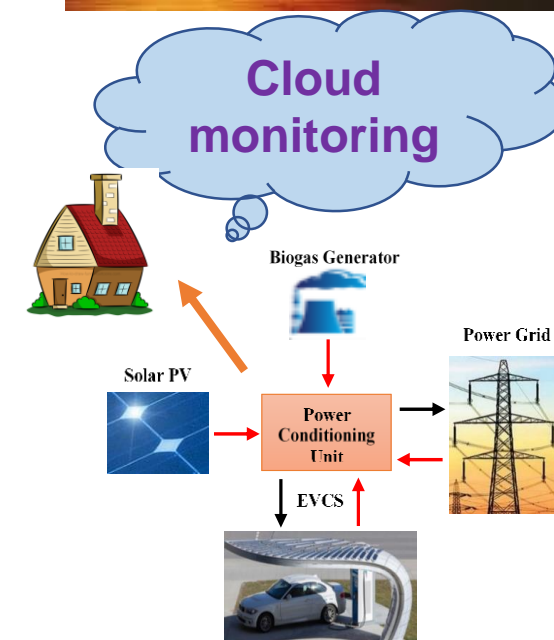 Cloud
monitoring
Biogas Generator
Power Grid
Solar PV
Power
Conditioning
Unit
EVCS